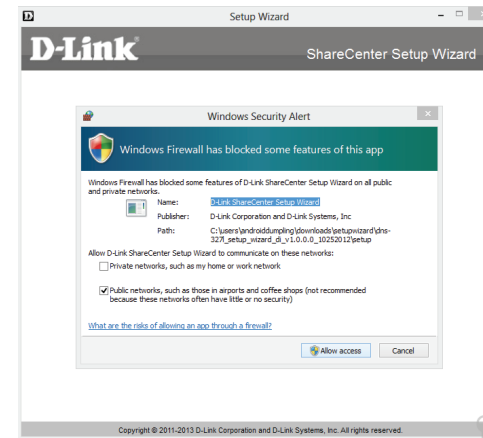 Setup Wizard
D-Link
ShareCenter Setup Wizard
Windows Security Alert
Windows Firewall has blocked some features of this app
Windows Firewall has blocked some features of D-Link ShareCenter Setup Wizard on all public
and private networks.
Name: D-Link ShareCenter Setup Wizard
Publisher: D-Link Corporation and D-Link Systems, Inc
Path: C:\users\androiddumpling\downloads\setupwizard\dns-
327l_setup_wizard_di_v1.0.0.0_10252012\setup
Allow D-Link ShareCenter Setup Wizard to communicate on these networks:
Private networks, such as my home or work network
Public networks, such as those in airports and coffee shops (not recommended
because these networks often have little or no security)
What are the risks of allowing an app through a firewall?
Allow access Cancel
Copyright © 2011-2013 D-Link Corporation and D-Link Systems, Inc. All rights reserved.